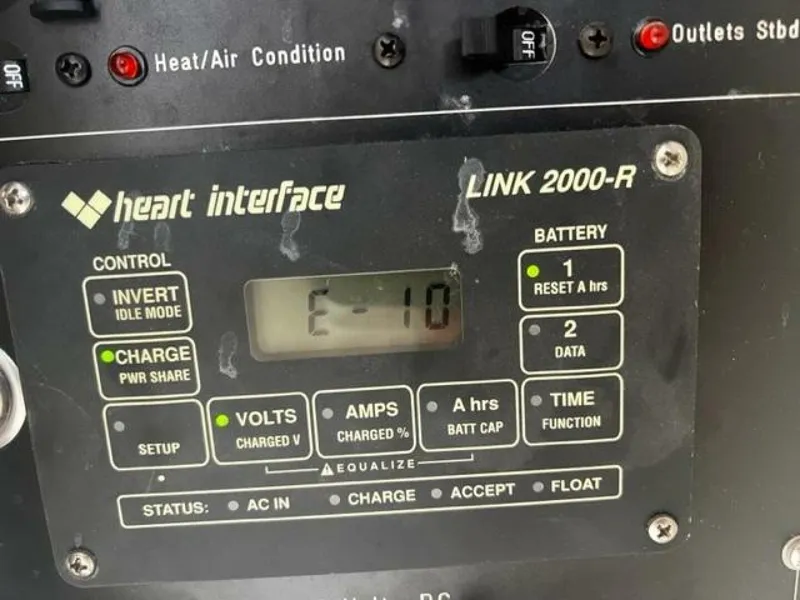 OFF
Heat/Air Condition
OFF
Outlets Stbd
heart interface
LINK 2000-R
CONTROL
INVERT
IDLE MODE
CHARGE
PWR SHARE
E-10
BATTERY
1
RESET A hrs
2
DATA
SETUP
VOLTS
CHARGED V
AMPS
CHARGED %
A hrs
BATT CAP
TIME
FUNCTION
EQUALIZE
STATUS: AC IN CHARGE ACCEPT FLOAT